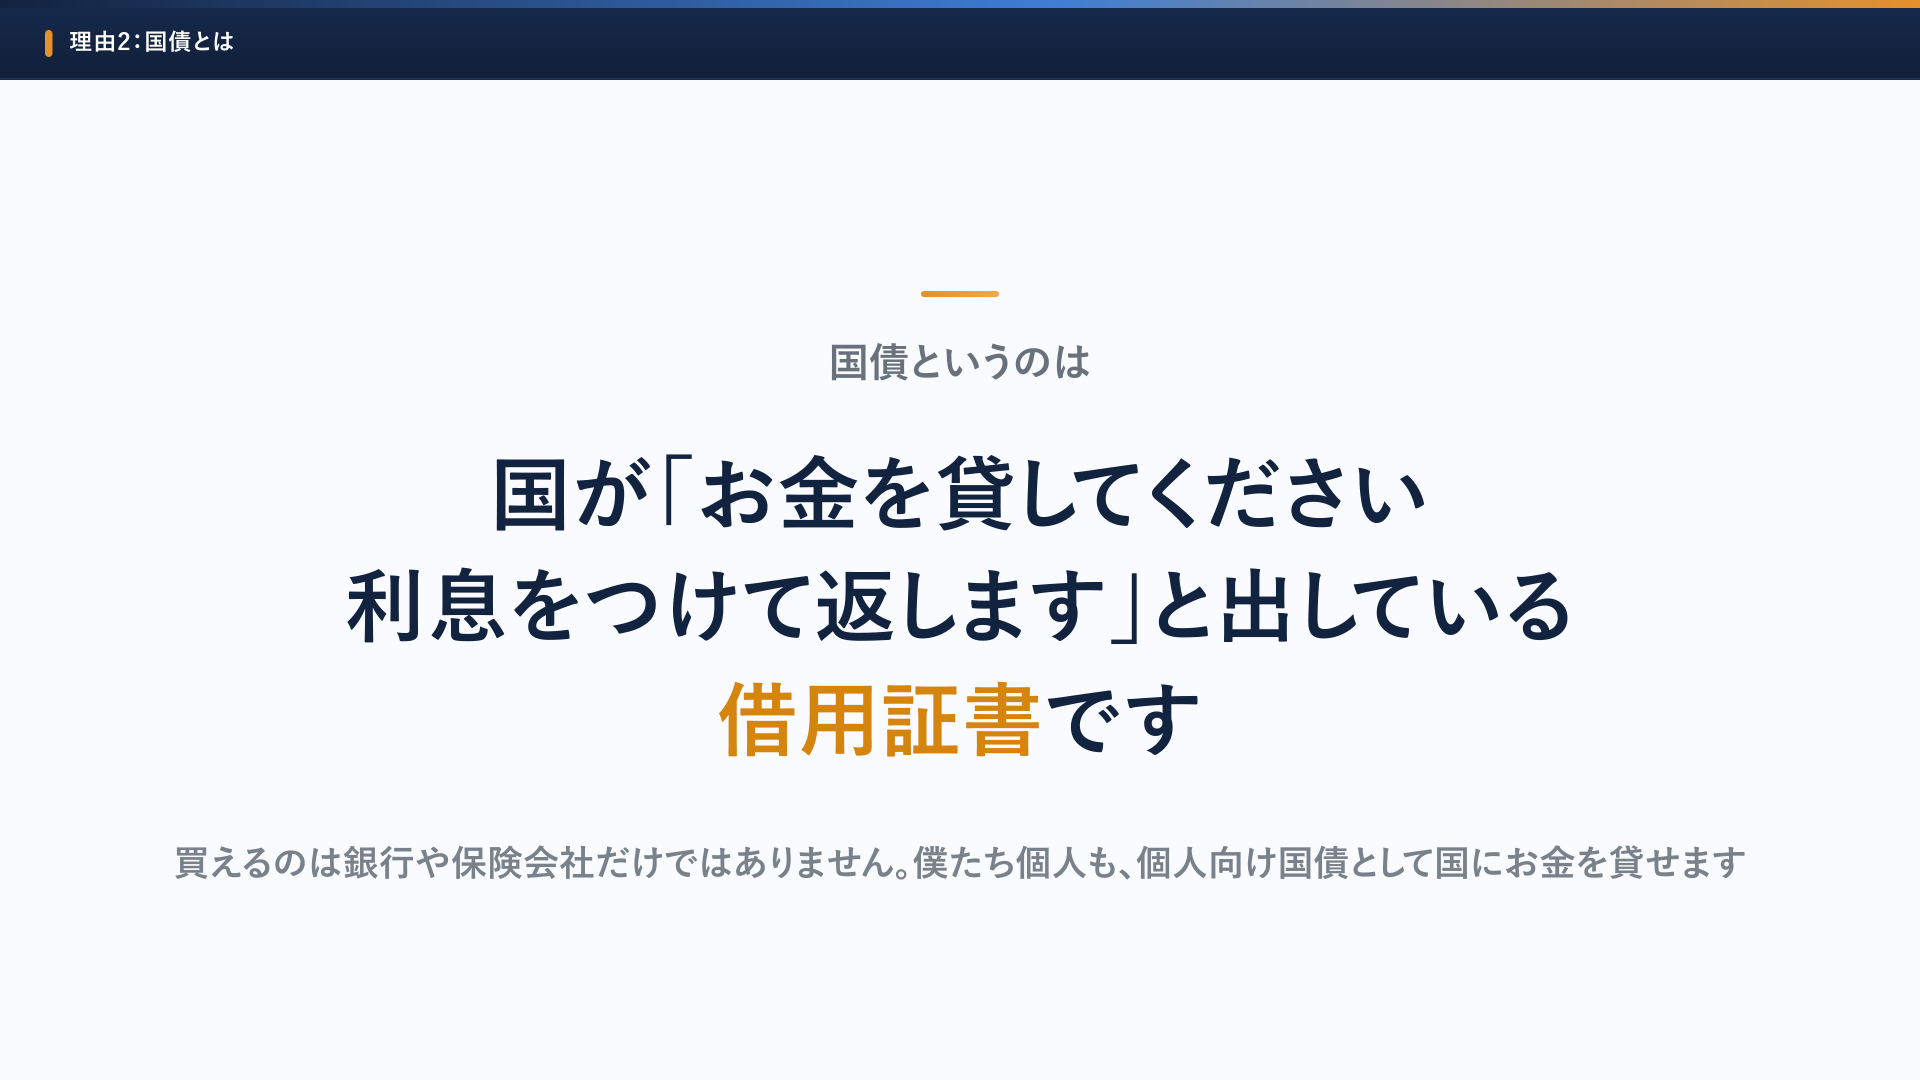 理由2：国債とは
国債というのは
国が「お金を貸してください
利息をつけて返します」と出している
借用証書です
買えるのは銀行や保険会社だけではありません。僕たち個人も、個人向け国債として国にお金を貸せます